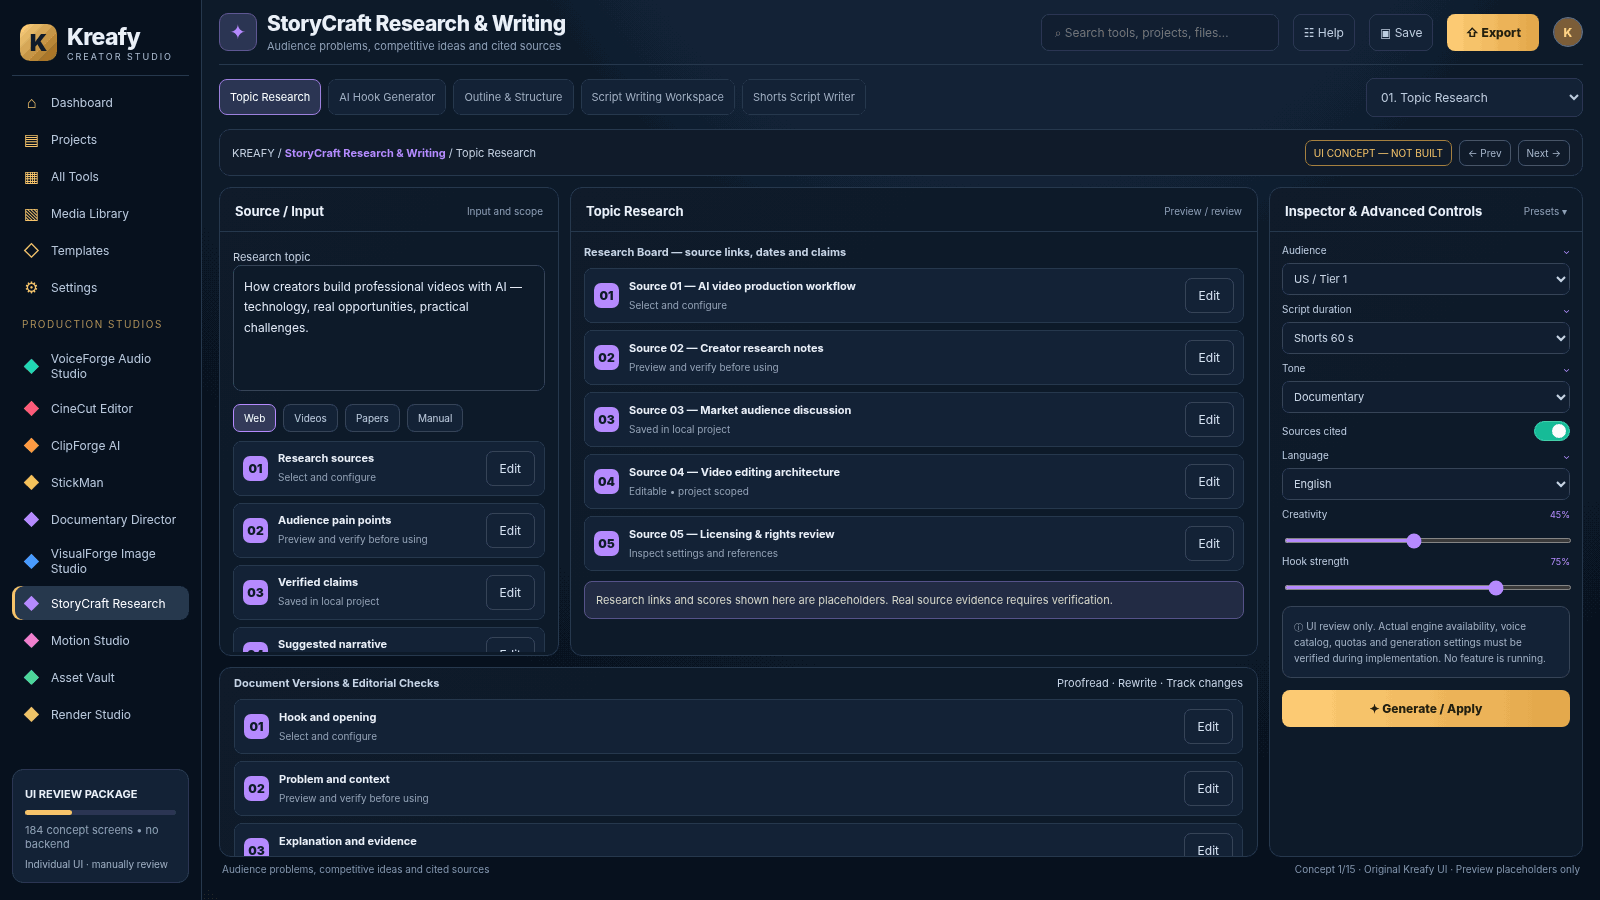 K
Kreafy
CREATOR STUDIO
Dashboard
Projects
All Tools
Media Library
Templates
Settings
PRODUCTION STUDIOS
VoiceForge Audio
Studio
CineCut Editor
ClipForge AI
StickMan
Documentary Director
VisualForge Image
Studio
StoryCraft Research
Motion Studio
Asset Vault
Render Studio
UI REVIEW PACKAGE
184 concept screens • no
backend
Individual UI · manually review
StoryCraft Research & Writing
Audience problems, competitive ideas and cited sources
Search tools, projects, files...
Help
Save
Export
K
Topic Research
AI Hook Generator
Outline & Structure
Script Writing Workspace
Shorts Script Writer
01. Topic Research
KREAFY / StoryCraft Research & Writing / Topic Research
UI CONCEPT — NOT BUILT
← Prev
Next →
Source / Input
Input and scope
Research topic
How creators build professional videos with AI —
technology, real opportunities, practical
challenges.
Web
Videos
Papers
Manual
01
Research sources
Select and configure
Edit
02
Audience pain points
Preview and verify before using
Edit
03
Verified claims
Saved in local project
Edit
Suggested narrative
Topic Research
Preview / review
Research Board — source links, dates and claims
01
Source 01 — AI video production workflow
Select and configure
Edit
02
Source 02 — Creator research notes
Preview and verify before using
Edit
03
Source 03 — Market audience discussion
Saved in local project
Edit
04
Source 04 — Video editing architecture
Editable • project scoped
Edit
05
Source 05 — Licensing & rights review
Inspect settings and references
Edit
Research links and scores shown here are placeholders. Real source evidence requires verification.
Document Versions & Editorial Checks
Proofread · Rewrite · Track changes
01
Hook and opening
Select and configure
Edit
02
Problem and context
Preview and verify before using
Edit
03
Explanation and evidence
Edit
Inspector & Advanced Controls
Presets ▾
Audience
US / Tier 1
Script duration
Shorts 60 s
Tone
Documentary
Sources cited
Language
English
Creativity
45%
Hook strength
75%
ⓘ UI review only. Actual engine availability, voice
catalog, quotas and generation settings must be
verified during implementation. No feature is running.
✦ Generate / Apply
Audience problems, competitive ideas and cited sources
Concept 1/15 · Original Kreafy UI · Preview placeholders only